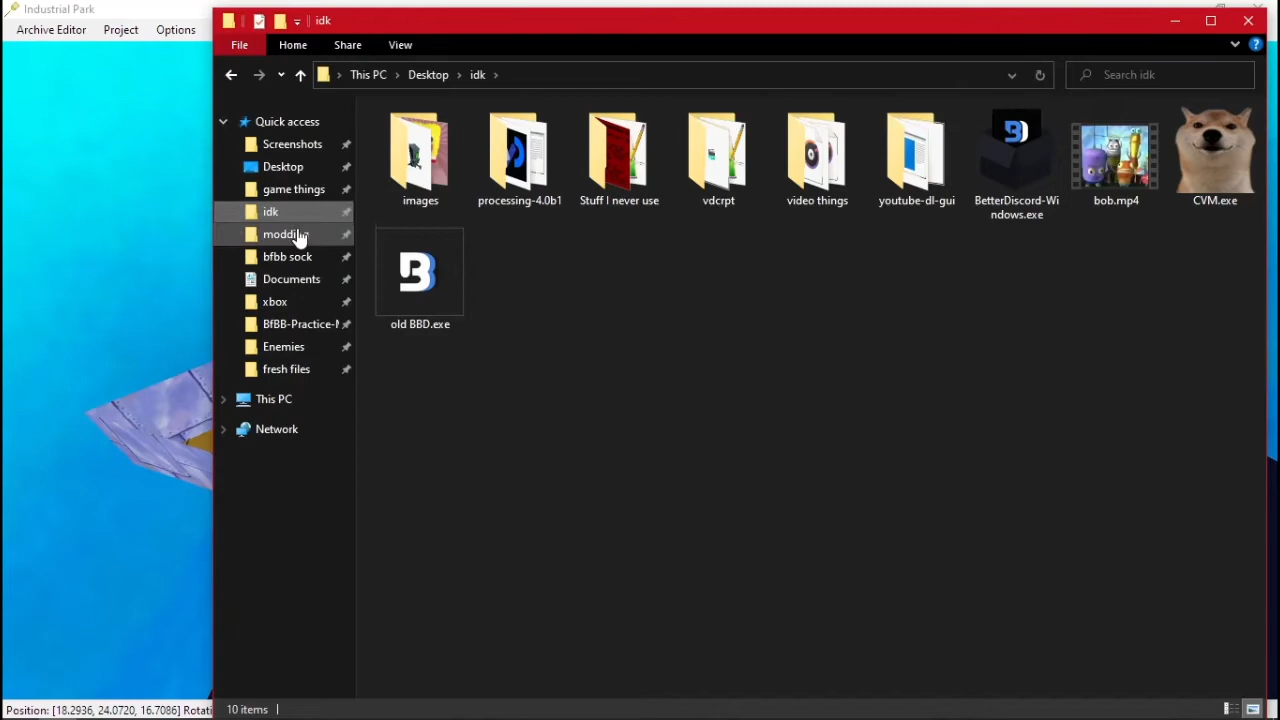 Industrial Park
Archive Editor Project Options
idk
File Home Share View
This PC Desktop idk
Search idk
Quick access
Screenshots
Desktop
game things
idk
bfbb sock
Documents
xbox
BfBB-Practice-
Enemies
fresh files
This PC
Network
images
processing-4.0b1
Stuff I never use
vdcrpt
video things
youtube-dl-gui
BetterDiscord-Wi
ndows.exe
bob.mp4
CVM.exe
old BBD.exe
10 items
Position: [18.2936, 24.0720, 16.7086] Rotati